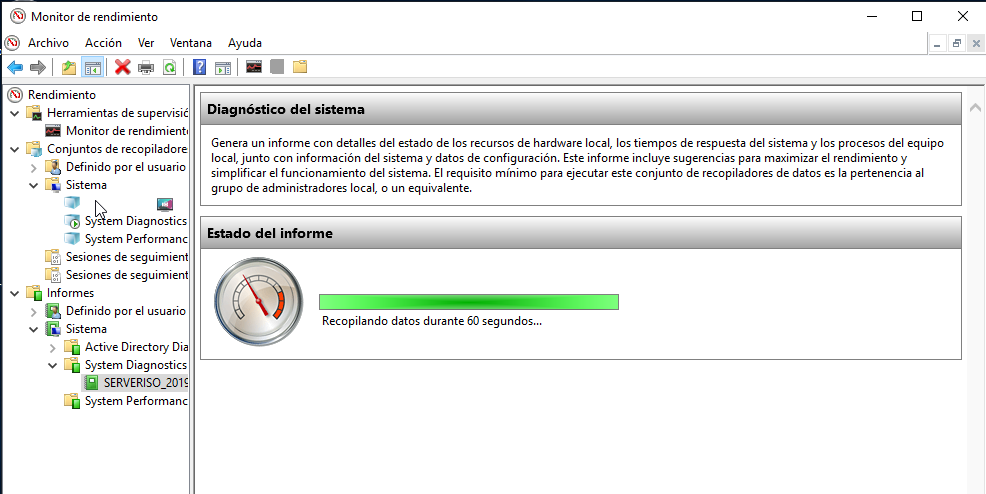 Monitor de rendimiento
Archivo Acción Ver Ventana Ayuda
Rendimiento
Herramientas de supervisió
Monitor de rendimiento
Conjuntos de recopiladores
Definido por el usuario
Sistema
System Diagnostics
System Performanc
Sesiones de seguimient
Sesiones de seguimient
Informes
Definido por el usuario
Sistema
Active Directory Dia
System Diagnostics
SERVERISO_2019
System Performanc
Diagnóstico del sistema
Genera un informe con detalles del estado de los recursos de hardware local, los tiempos de respuesta del sistema y los procesos del equipo
local, junto con información del sistema y datos de configuración. Este informe incluye sugerencias para maximizar el rendimiento y
simplificar el funcionamiento del sistema. El requisito mínimo para ejecutar este conjunto de recopiladores de datos es la pertenencia al
grupo de administradores local, o un equivalente.
Estado del informe
Recopilando datos durante 60 segundos...